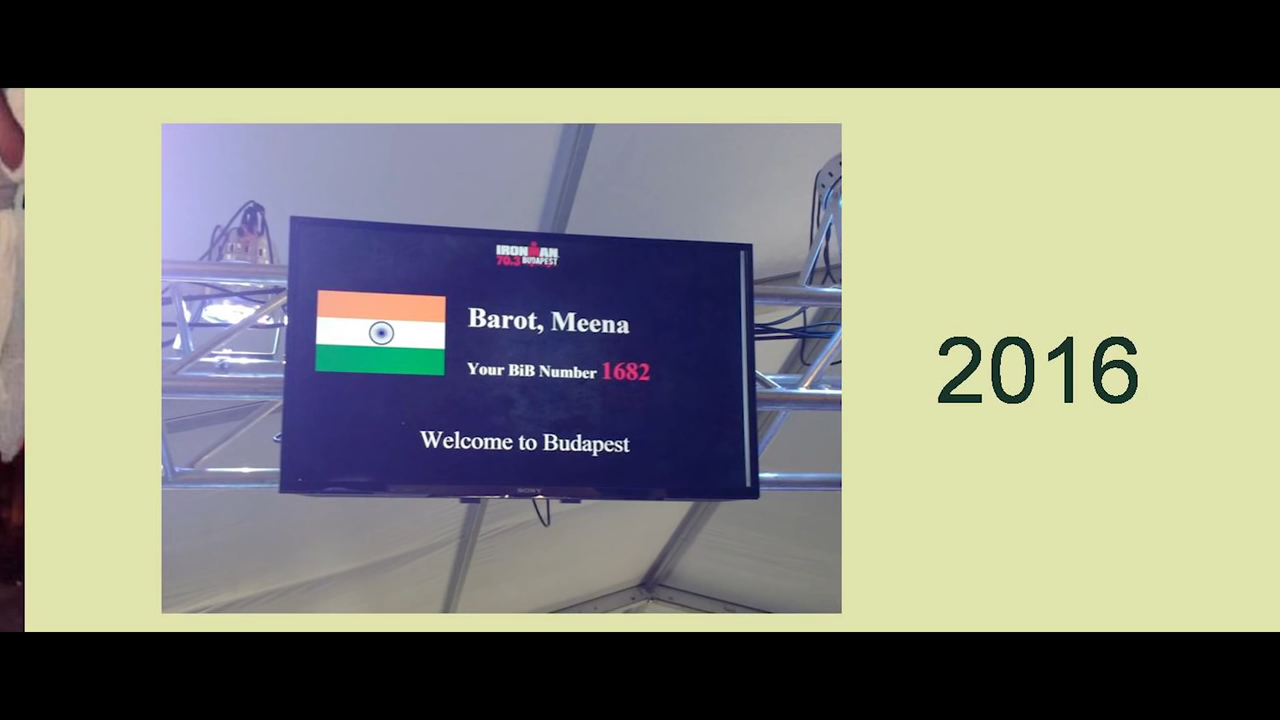 IRONMAN
70.3 BUDAPEST
Barot, Meena
Your BiB Number 1682
Welcome to Budapest
SONY
2016